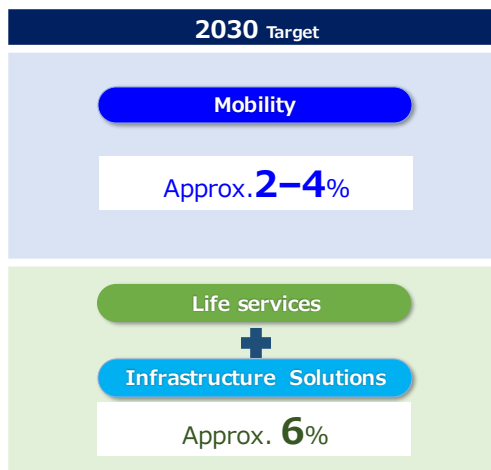 2030 Target
Mobility
Approx.2–4%
Life services
Infrastructure Solutions
Approx. 6%